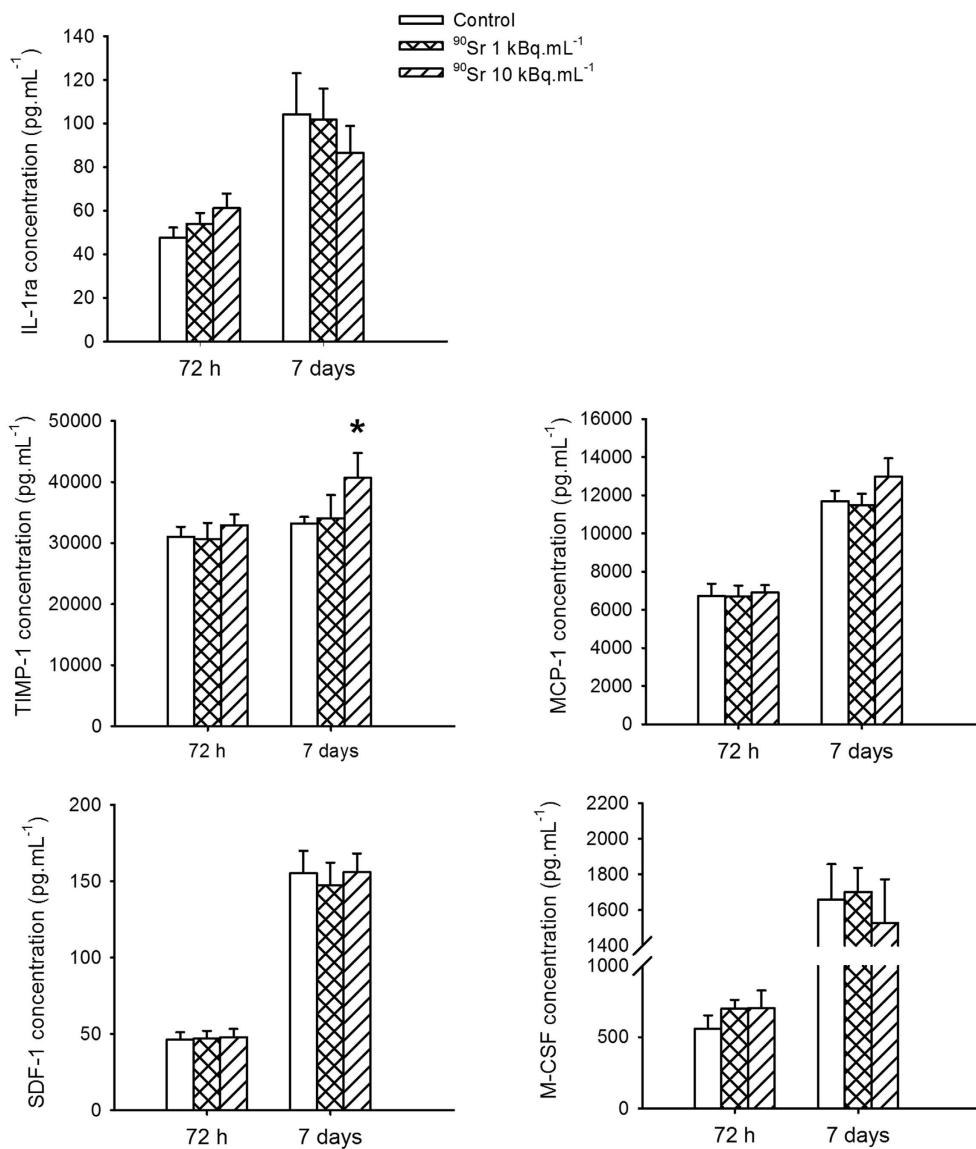 Control
⁹⁰Sr 1 kBq.mL⁻¹
⁹⁰Sr 10 kBq.mL⁻¹
IL-1ra concentration (pg.mL⁻¹)
140
120
100
80
60
40
20
0
72 h 7 days
TIMP-1 concentration (pg.mL⁻¹)
50000
40000
30000
20000
10000
0
*
72 h 7 days
MCP-1 concentration (pg.mL⁻¹)
16000
14000
12000
10000
8000
6000
4000
2000
0
72 h 7 days
SDF-1 concentration (pg.mL⁻¹)
200
150
100
50
0
72 h 7 days
M-CSF concentration (pg.mL⁻¹)
2200
2000
1800
1600
1400
1000
500
0
72 h 7 days